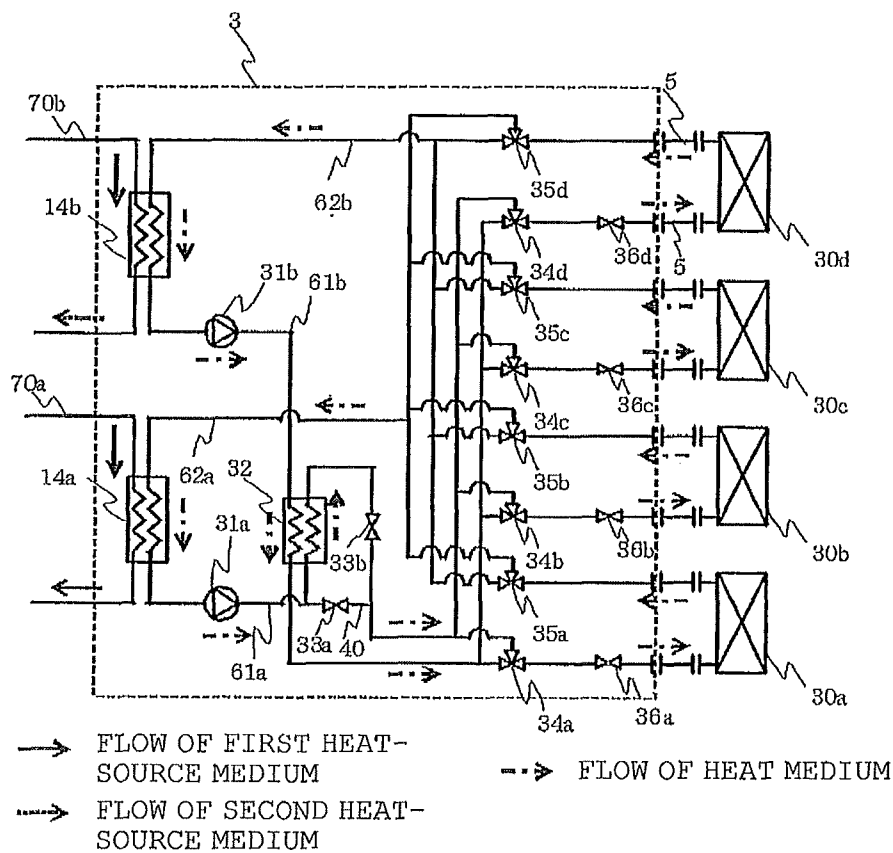 3
70b
5
35d
62b
14b
36d
5
34d
30d
31b
61b
35c
70a
36c
30c
34c
62a
32
35b
14a
31a
33b
36b
34b
30b
35a
33a
40
61a
36a
30a
34a
FLOW OF FIRST HEAT-
SOURCE MEDIUM
FLOW OF HEAT MEDIUM
FLOW OF SECOND HEAT-
SOURCE MEDIUM